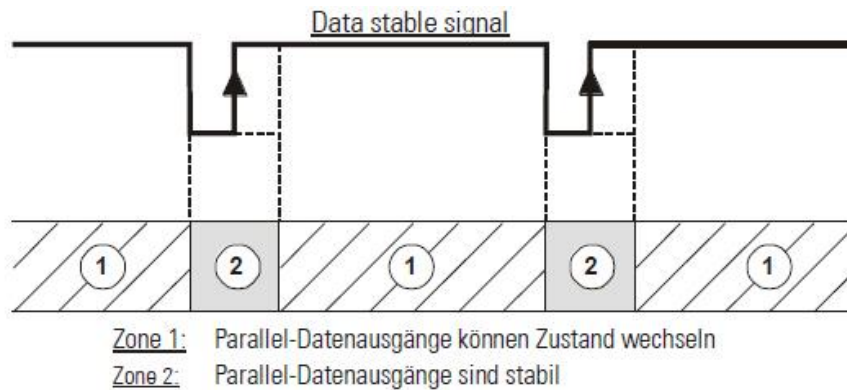 Data stable signal
1 2 1 2 1
Zone 1: Parallel-Datenausgänge können Zustand wechseln
Zone 2: Parallel-Datenausgänge sind stabil